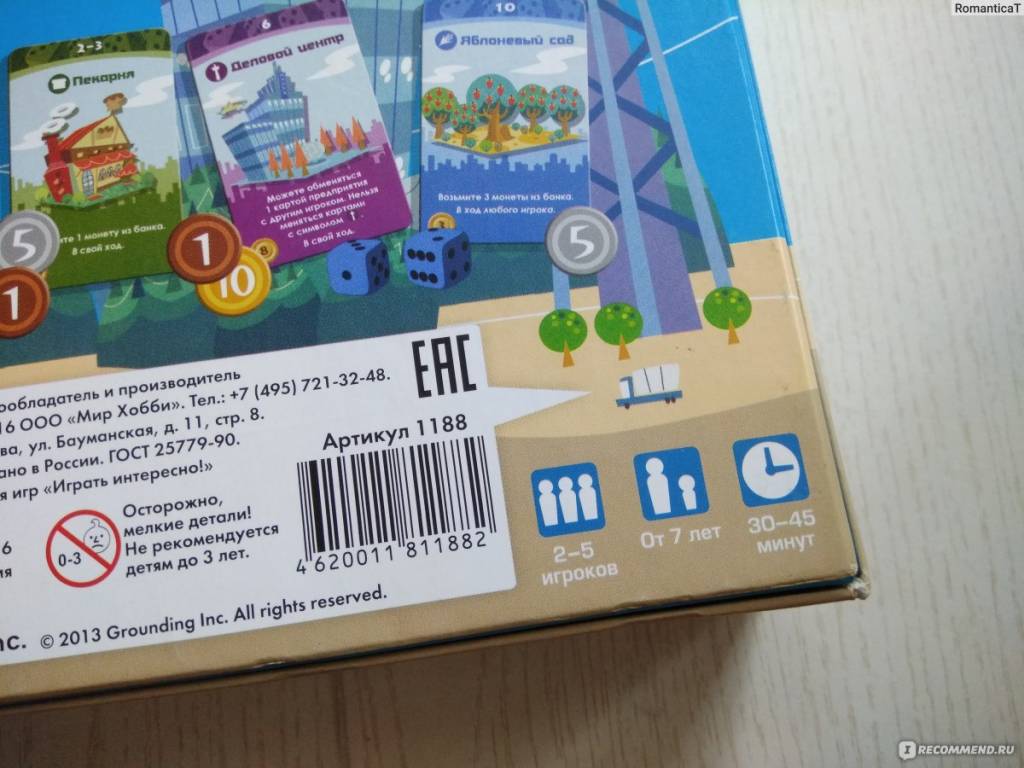 RomanticaT
2–3
Пекарня
1 монету из банка.
В свой ход.
6
Деловой центр
Можете обменяться
1 картой предприятия
с другим игроком. Нельзя
меняться картами
с символом
В свой ход.
10
Яблоневый сад
Возьмите 3 монеты из банка.
В ход любого игрока.
5
1
1
10
8
5
EAC
ообладатель и производитель
16 ООО «Мир Хобби». Тел.: +7 (495) 721-32-48.
ва, ул. Бауманская, д. 11, стр. 8.
ано в России. ГОСТ 25779-90.
я игр «Играть интересно!»
Артикул 1188
4 620011 811882
0-3
Осторожно,
мелкие детали!
Не рекомендуется
детям до 3 лет.
6
ия
nc. © 2013 Grounding Inc. All rights reserved.
2–5
игроков
От 7 лет
30–45
минут
IRECOMMEND.RU